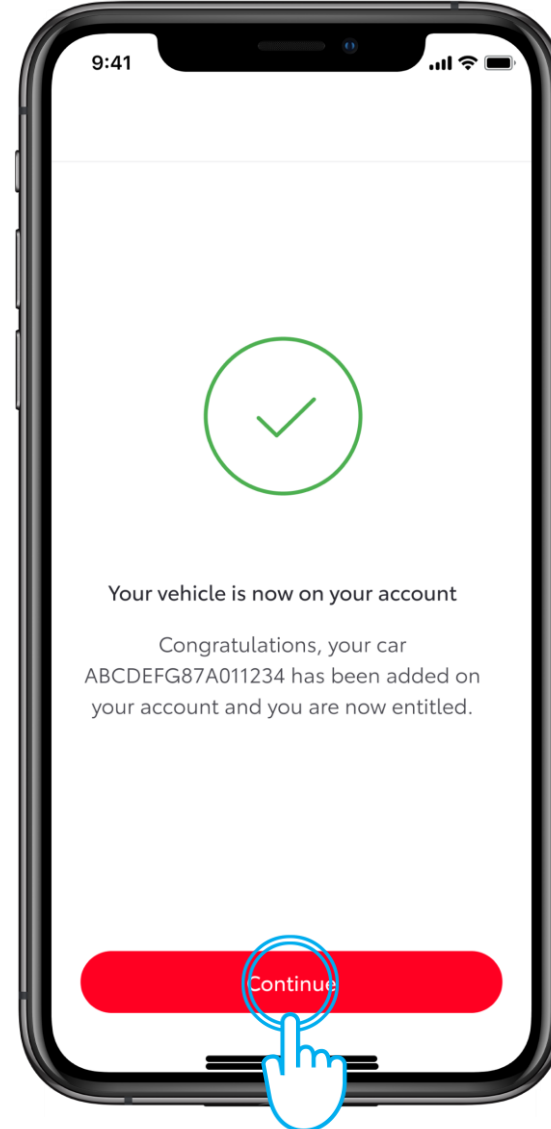 9:41
Your vehicle is now on your account
Congratulations, your car
ABCDEFG87A011234 has been added on
your account and you are now entitled.
Continue